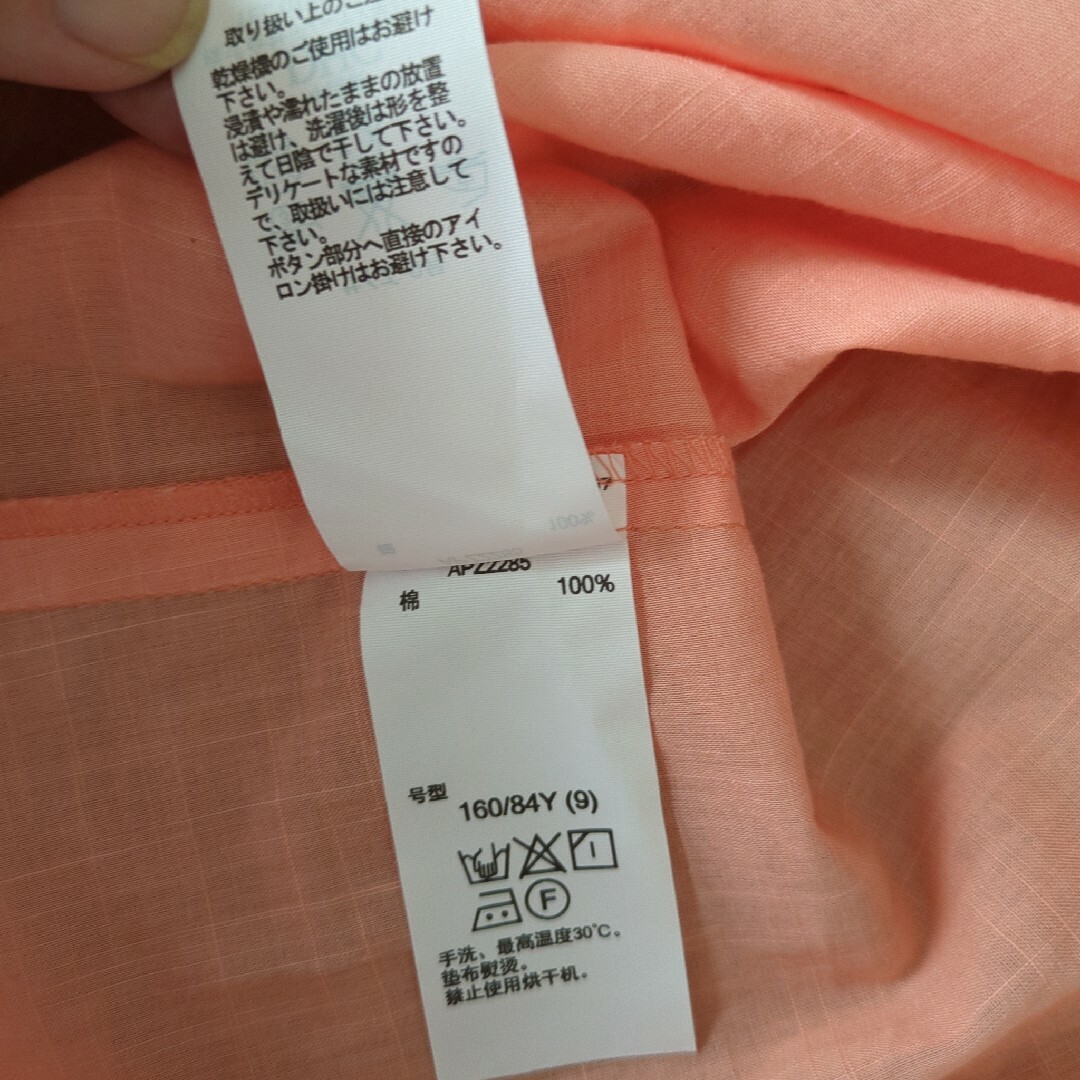 取り扱い上のご注
乾燥機のご使用はお避け
下さい。
浸漬や濡れたままの放置
は避け、洗濯後は形を整
えて日陰で干して下さい。
デリケートな素材ですの
で、取扱いには注意して
下さい。
ボタン部分へ直接のアイ
ロン掛けはお避け下さい。
APZ2285
棉 100%
号型 160/84Y (9)
F
手洗、最高温度30℃。
垫布熨烫。
禁止使用烘干机。